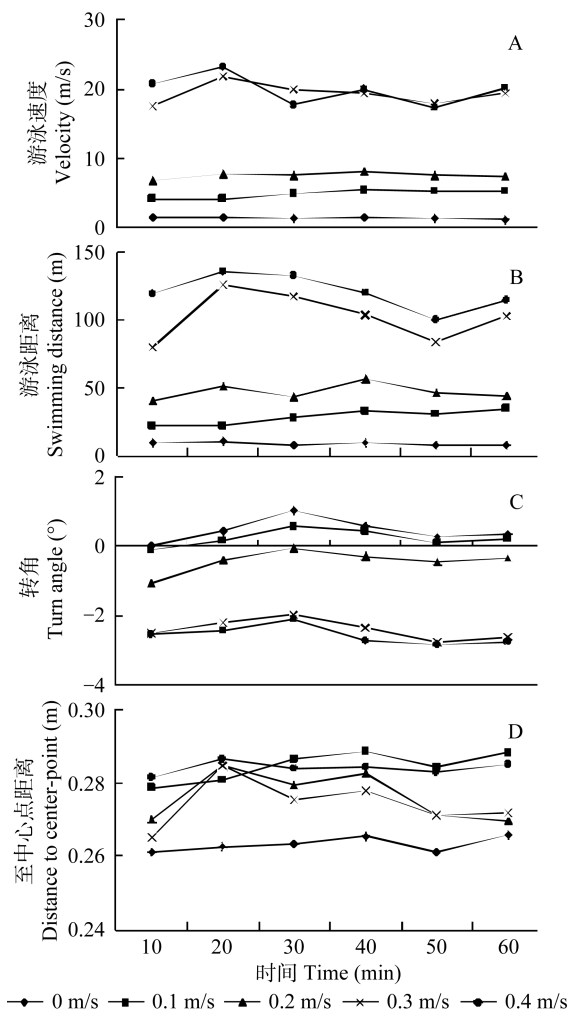 30
20
10
0
游泳速度
Velocity (m/s)
A
150
100
50
0
游泳距离
Swimming distance (m)
B
2
0
−2
−4
转角
Turn angle (°)
C
0.30
0.28
0.26
0.24
至中心点距离
Distance to center-point (m)
D
10 20 30 40 50 60
时间 Time (min)
0 m/s 0.1 m/s 0.2 m/s 0.3 m/s 0.4 m/s